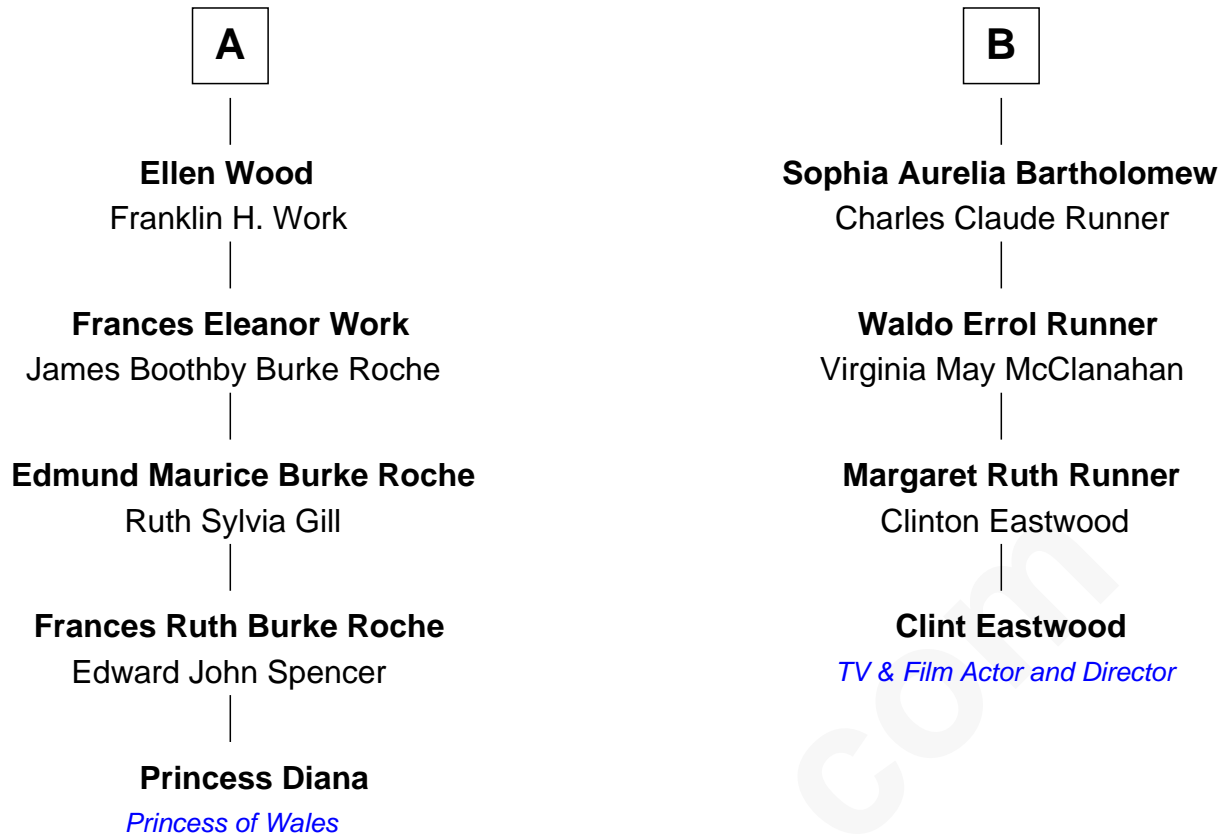 A
Ellen Wood
Franklin H. Work
Frances Eleanor Work
James Boothby Burke Roche
Edmund Maurice Burke Roche
Ruth Sylvia Gill
Frances Ruth Burke Roche
Edward John Spencer
Princess Diana
Princess of Wales
B
Sophia Aurelia Bartholomew
Charles Claude Runner
Waldo Errol Runner
Virginia May McClanahan
Margaret Ruth Runner
Clinton Eastwood
Clint Eastwood
TV & Film Actor and Director
com